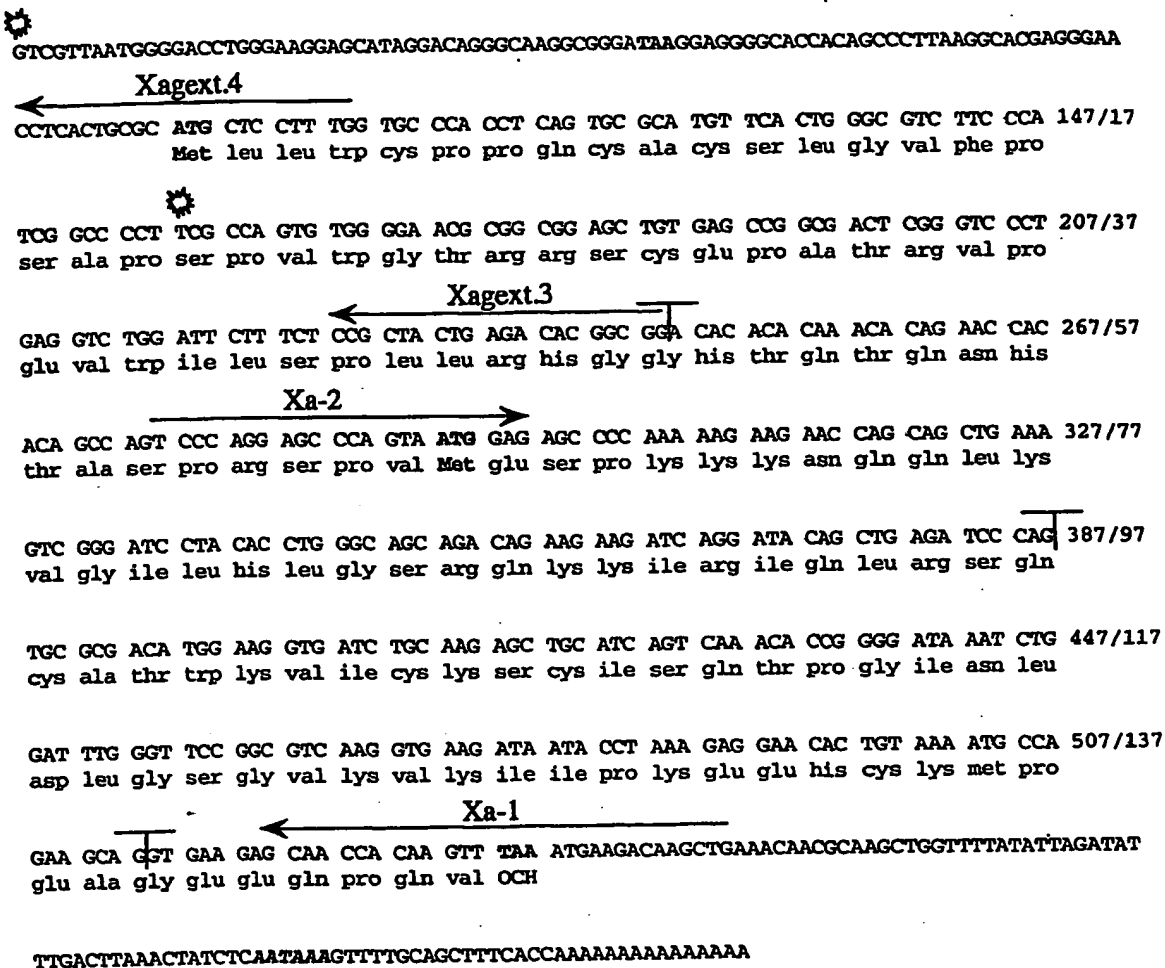 GTCGTTAATGGGGACCTGGGAAGGAGCATAGGACAGGGCAAGGCGGGATAAGGAGGGGCACCACAGCCCTTAAGGCACGAGGGAA
Xagext.4
CCTCACTGCGC ATG CTC CTT TGG TGC CCA CCT CAG TGC GCA TGT TCA CTG GGC GTC TTC CCA 147/17
Met leu leu trp cys pro pro gln cys ala cys ser leu gly val phe pro
TCG GCC CCT TCG CCA GTG TGG GGA ACG CGG CGG AGC TGT GAG CCG GCG ACT CGG GTC CCT 207/37
ser ala pro ser pro val trp gly thr arg arg ser cys glu pro ala thr arg val pro
Xagext.3
GAG GTC TGG ATT CTT TCT CCG CTA CTG AGA CAC GGC GGA CAC ACA CAA ACA CAG AAC CAC 267/57
glu val trp ile leu ser pro leu leu arg his gly gly his thr gln thr gln asn his
Xa-2
ACA GCC AGT CCC AGG AGC CCA GTA ATG GAG AGC CCC AAA AAG AAG AAC CAG CAG CTG AAA 327/77
thr ala ser pro arg ser pro val Met glu ser pro lys lys lys asn gln gln leu lys
GTC GGG ATC CTA CAC CTG GGC AGC AGA CAG AAG AAG ATC AGG ATA CAG CTG AGA TCC CAG 387/97
val gly ile leu his leu gly ser arg gln lys lys ile arg ile gln leu arg ser gln
TGC GCG ACA TGG AAG GTG ATC TGC AAG AGC TGC ATC AGT CAA ACA CCG GGG ATA AAT CTG 447/117
cys ala thr trp lys val ile cys lys ser cys ile ser gln thr pro gly ile asn leu
GAT TTG GGT TCC GGC GTC AAG GTG AAG ATA ATA CCT AAA GAG GAA CAC TGT AAA ATG CCA 507/137
asp leu gly ser gly val lys val lys ile ile pro lys glu glu his cys lys met pro
Xa-1
GAA GCA GGT GAA GAG CAA CCA CAA GTT TAA ATGAAGACAAGCTGAAACAACGCAAGCTGGTTTTATATTAGATAT
glu ala gly glu glu gln pro gln val OCH
TTGACTTAAACTATCTCAATAAAGTTTTGCAGCTTTCACCAAAAAAAAAAAAAAA